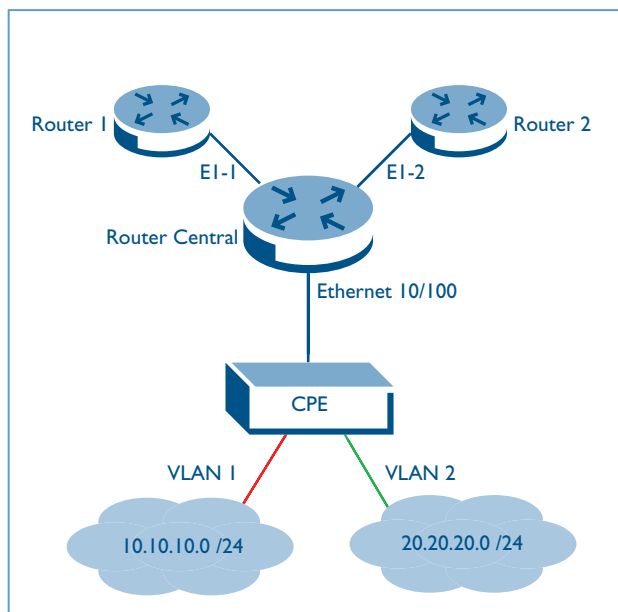 Router 1
Router 2
E1-1
E1-2
Router Central
Ethernet 10/100
CPE
VLAN 1
VLAN 2
10.10.10.0 /24
20.20.20.0 /24